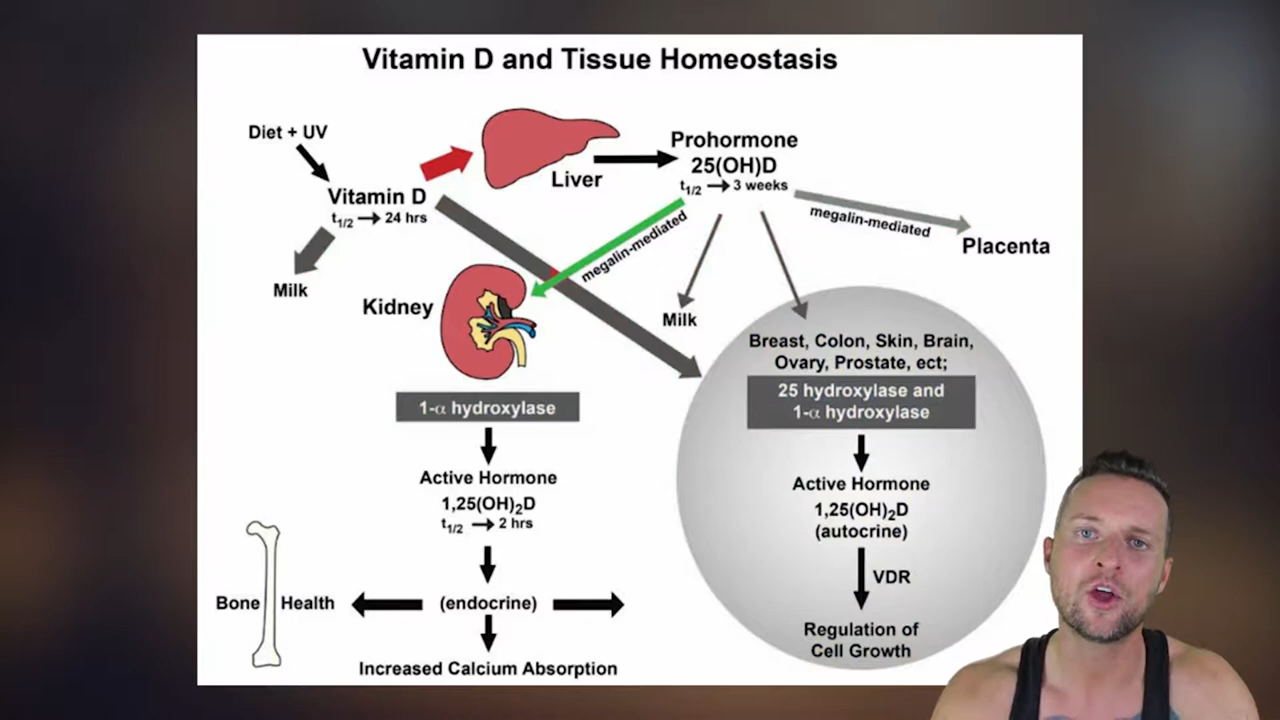 Vitamin D and Tissue Homeostasis
Diet + UV
Vitamin D
t1/2 → 24 hrs
Milk
Liver
Prohormone
25(OH)D
t1/2 → 3 weeks
megalin-mediated
megalin-mediated
Placenta
Kidney
Milk
1-α hydroxylase
Active Hormone
1,25(OH)2D
t1/2 → 2 hrs
(endocrine)
Bone Health
Increased Calcium Absorption
Breast, Colon, Skin, Brain,
Ovary, Prostate, ect;
25 hydroxylase and
1-α hydroxylase
Active Hormone
1,25(OH)2D
(autocrine)
VDR
Regulation of
Cell Growth